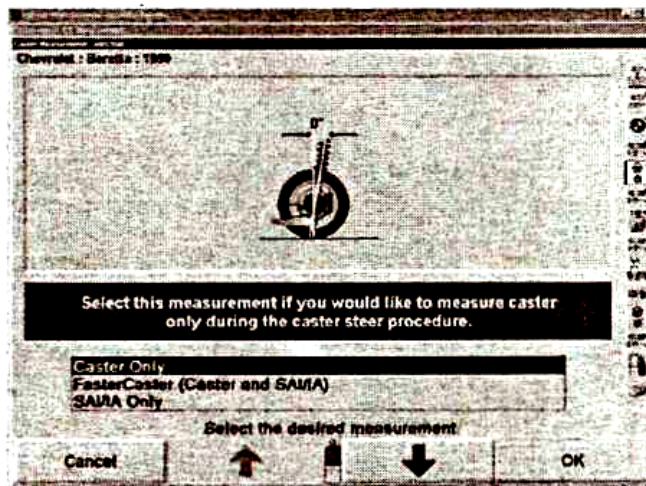 Chevrolet : Beretta : 1990
0°
Select this measurement if you would like to measure caster
only during the caster steer procedure.
Caster Only
FasterCaster (Caster and SAI/IA)
SAI/IA Only
Select the desired measurement
Cancel
OK